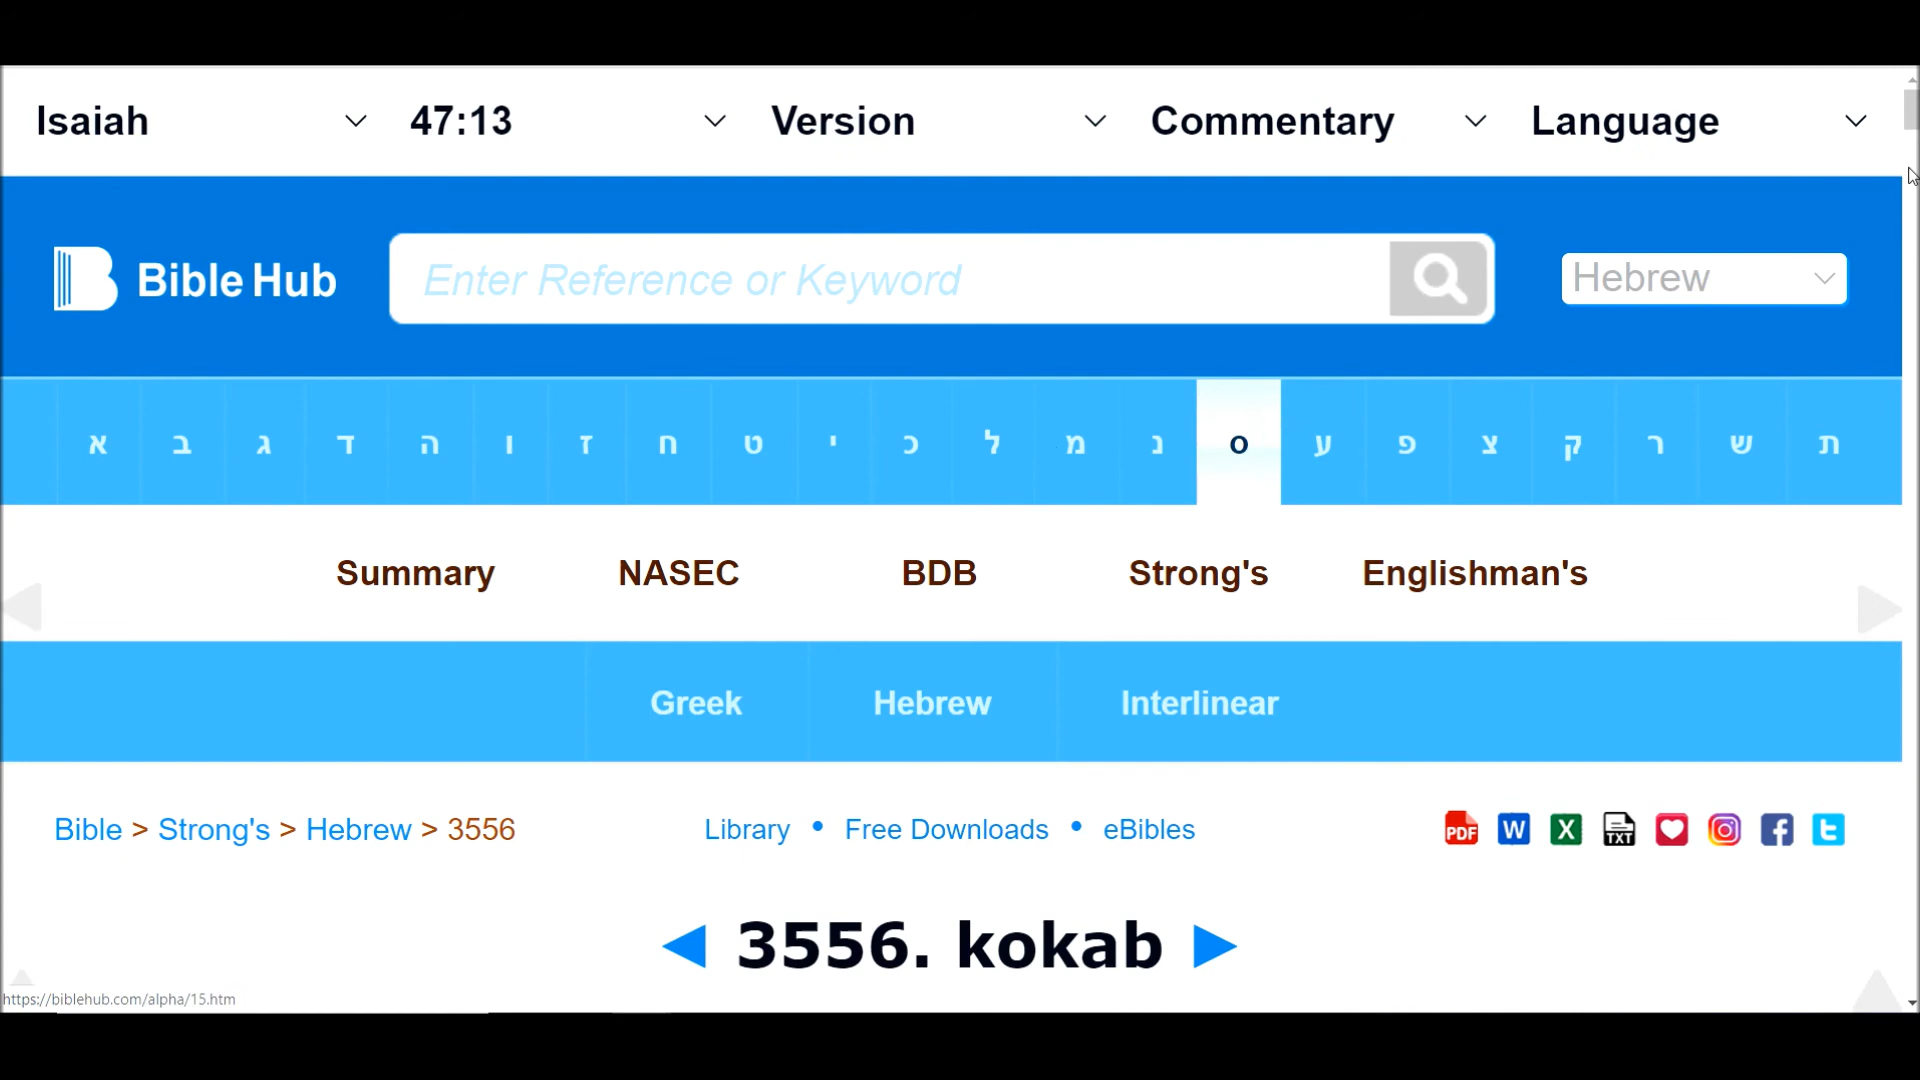 Isaiah 47:13 Version Commentary Language
Bible Hub Enter Reference or Keyword Hebrew
א ב ג ד ה ו ז ח ט י כ ל מ נ ס ע פ צ ק ר ש ת
Summary NASEC BDB Strong's Englishman's
Greek Hebrew Interlinear
Bible > Strong's > Hebrew > 3556 Library • Free Downloads • eBibles PDF W X TXT f t
◀ 3556. kokab ▶
https://biblehub.com/alpha/15.htm